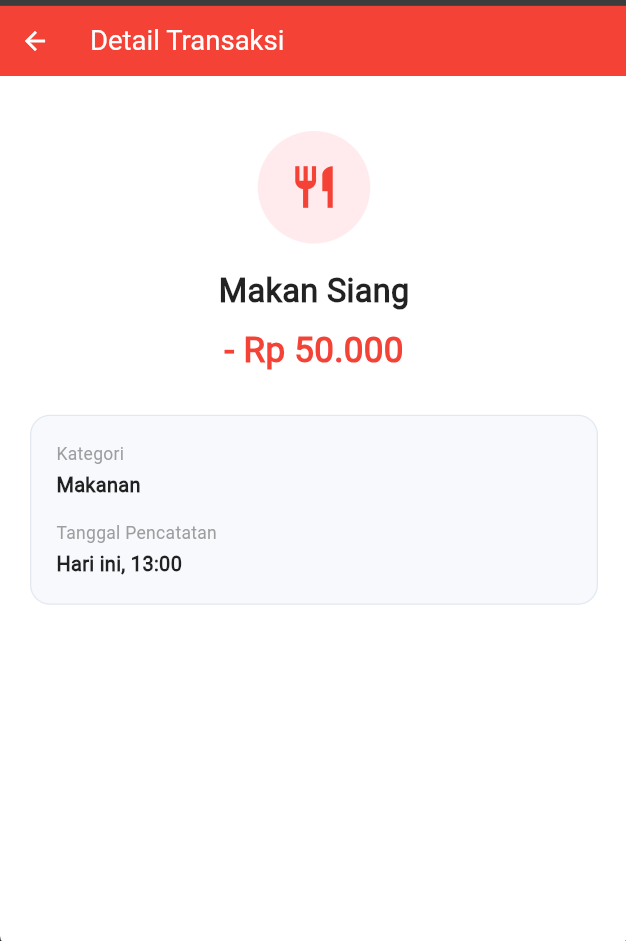 Detail Transaksi
Makan Siang
- Rp 50.000
Kategori
Makanan
Tanggal Pencatatan
Hari ini, 13:00